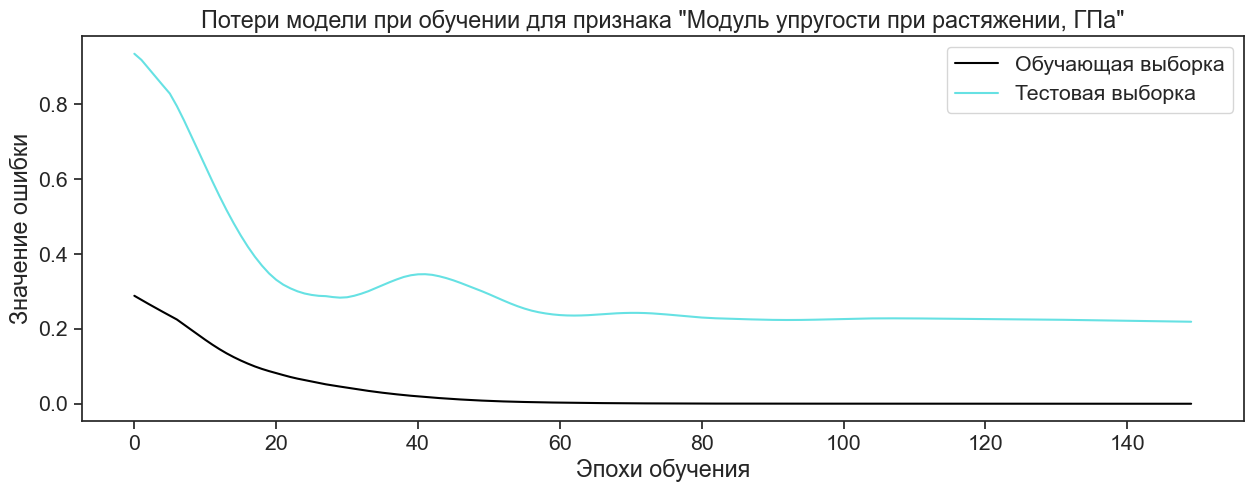 Потери модели при обучении для признака "Модуль упругости при растяжении, ГПа"
Обучающая выборка
Тестовая выборка
Значение ошибки
0.8
0.6
0.4
0.2
0.0
0 20 40 60 80 100 120 140
Эпохи обучения